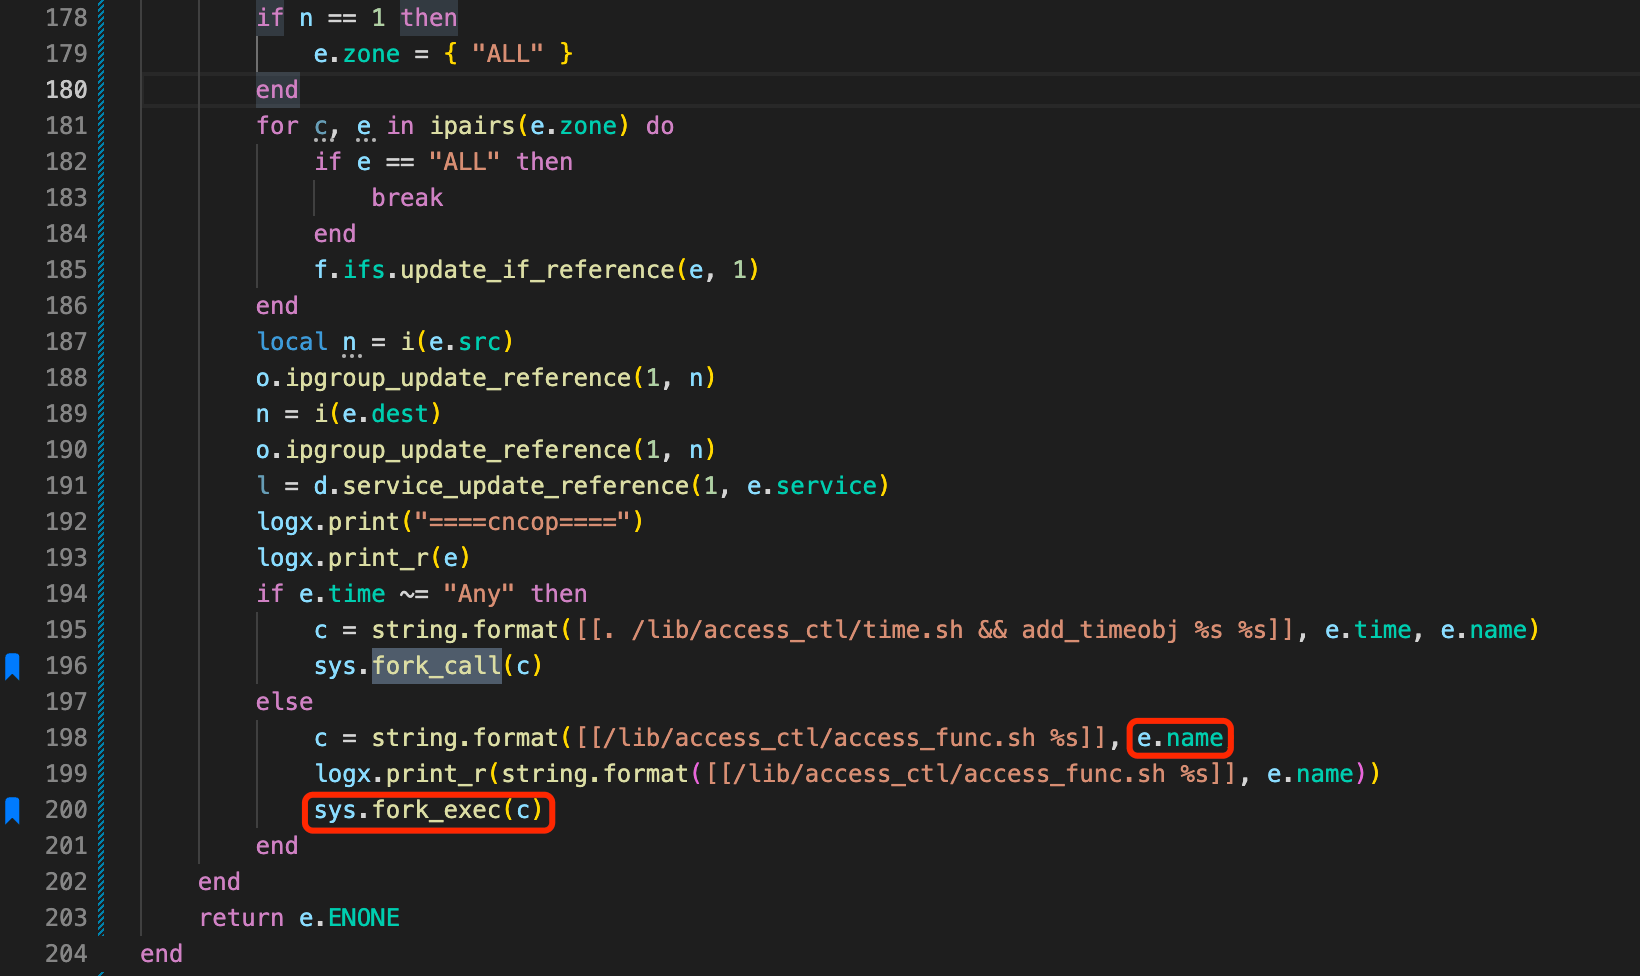 178 if n == 1 then
179 e.zone = { "ALL" }
180 end
181 for c, e in ipairs(e.zone) do
182 if e == "ALL" then
183 break
184 end
185 f.ifs.update_if_reference(e, 1)
186 end
187 local n = i(e.src)
188 o.ipgroup_update_reference(1, n)
189 n = i(e.dest)
190 o.ipgroup_update_reference(1, n)
191 l = d.service_update_reference(1, e.service)
192 logx.print("====cncop====")
193 logx.print_r(e)
194 if e.time ~= "Any" then
195 c = string.format([[. /lib/access_ctl/time.sh && add_timeobj %s %s]], e.time, e.name)
196 sys.fork_call(c)
197 else
198 c = string.format([[/lib/access_ctl/access_func.sh %s]], e.name
199 logx.print_r(string.format([[/lib/access_ctl/access_func.sh %s]], e.name))
200 sys.fork_exec(c)
201 end
202 end
203 return e.ENONE
204 end